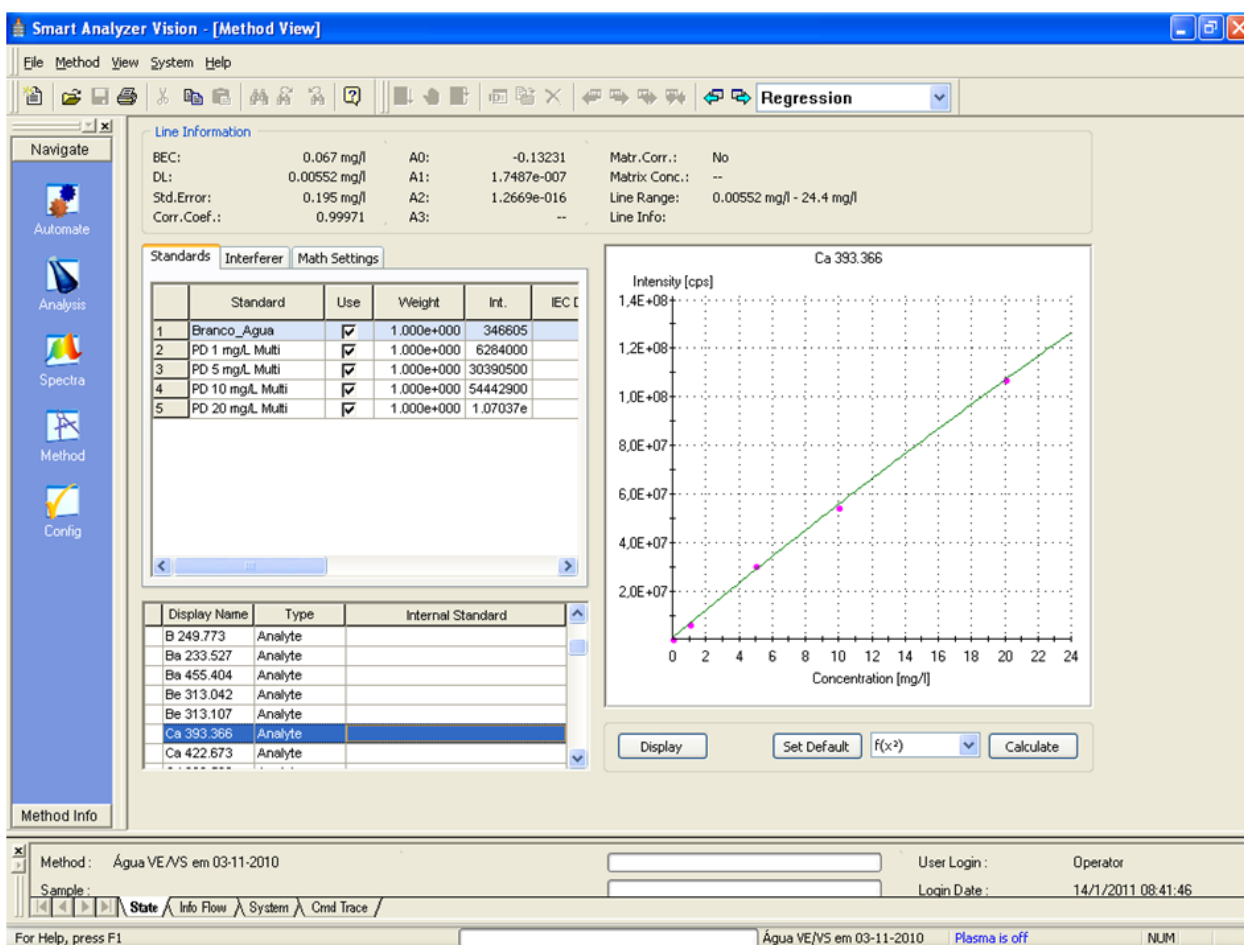 Smart Analyzer Vision - [Method View]
File Method View System Help
Regression
Navigate
Automate
Analysis
Spectra
Method
Config
Method Info
Line Information
BEC: 0.067 mg/l A0: -0.13231 Matr.Corr.: No
DL: 0.00552 mg/l A1: 1.7487e-007 Matrix Conc.: --
Std.Error: 0.195 mg/l A2: 1.2669e-016 Line Range: 0.00552 mg/l - 24.4 mg/l
Corr.Coef.: 0.99971 A3: -- Line Info:
Standards Interferer Math Settings
Standard Use Weight Int. IEC D
1 Branco_Agua 1.000e+000 346605
2 PD 1 mg/L Multi 1.000e+000 6284000
3 PD 5 mg/L Multi 1.000e+000 30390500
4 PD 10 mg/L Multi 1.000e+000 54442900
5 PD 20 mg/L Multi 1.000e+000 1.07037e
Display Name Type Internal Standard
B 249.773 Analyte
Ba 233.527 Analyte
Ba 455.404 Analyte
Be 313.042 Analyte
Be 313.107 Analyte
Ca 393.366 Analyte
Ca 422.673 Analyte
Ca 393.366
Intensity [cps]
1,4E+08
1,2E+08
1,0E+08
8,0E+07
6,0E+07
4,0E+07
2,0E+07
0 2 4 6 8 10 12 14 16 18 20 22 24
Concentration [mg/l]
Display Set Default f(x²) Calculate
Method : Água VE/VS em 03-11-2010 User Login : Operator
Sample : Login Date : 14/1/2011 08:41:46
State Info Flow System Cmd Trace
For Help, press F1 Água VE/VS em 03-11-2010 Plasma is off NUM